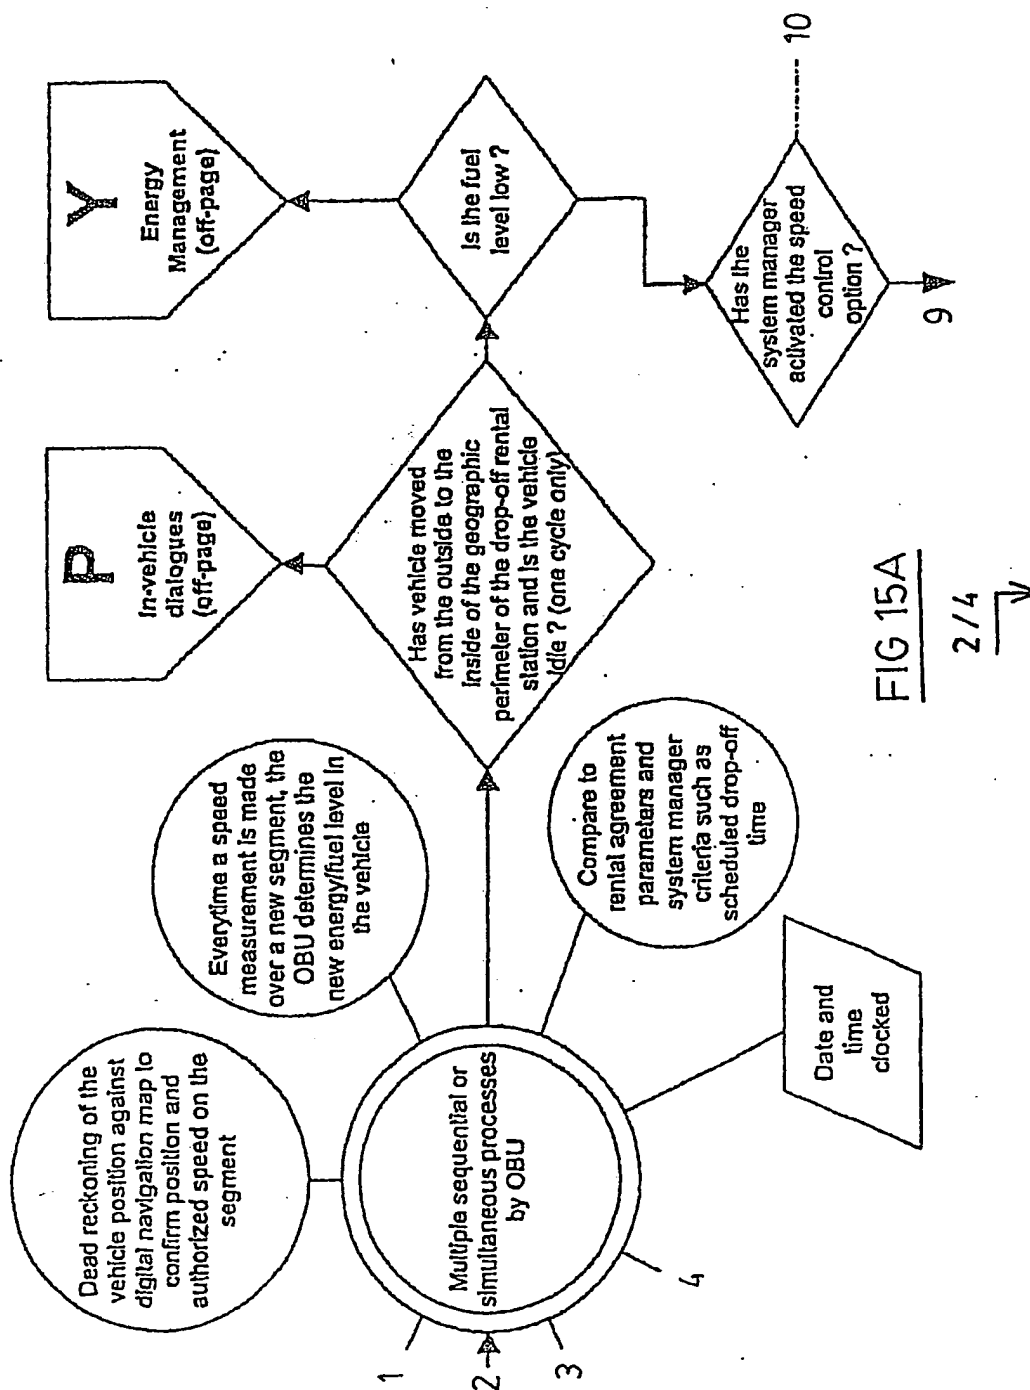 Dead reckoning of the
vehicle position against
digital navigation map to
confirm position and
authorized speed on the
segment
Everytime a speed
measurement is made
over a new segment, the
OBU determines the
new energy/fuel level in
the vehicle
P
In-vehicle
dialogues
(off-page)
Y
Energy
Management
(off-page)
1
2
3
4
Multiple sequential or
simultaneous processes
by OBU
Has vehicle moved
from the outside to the
inside of the geographic
perimeter of the drop-off rental
station and is the vehicle
idle ? (one cycle only)
Is the fuel
level low ?
Compare to
rental agreement
parameters and
system manager
criteria such as
scheduled drop-off
time
Date and
time
clocked
Has the
system manager
activated the speed
control
option ?
10
9
FIG 15A
2/4